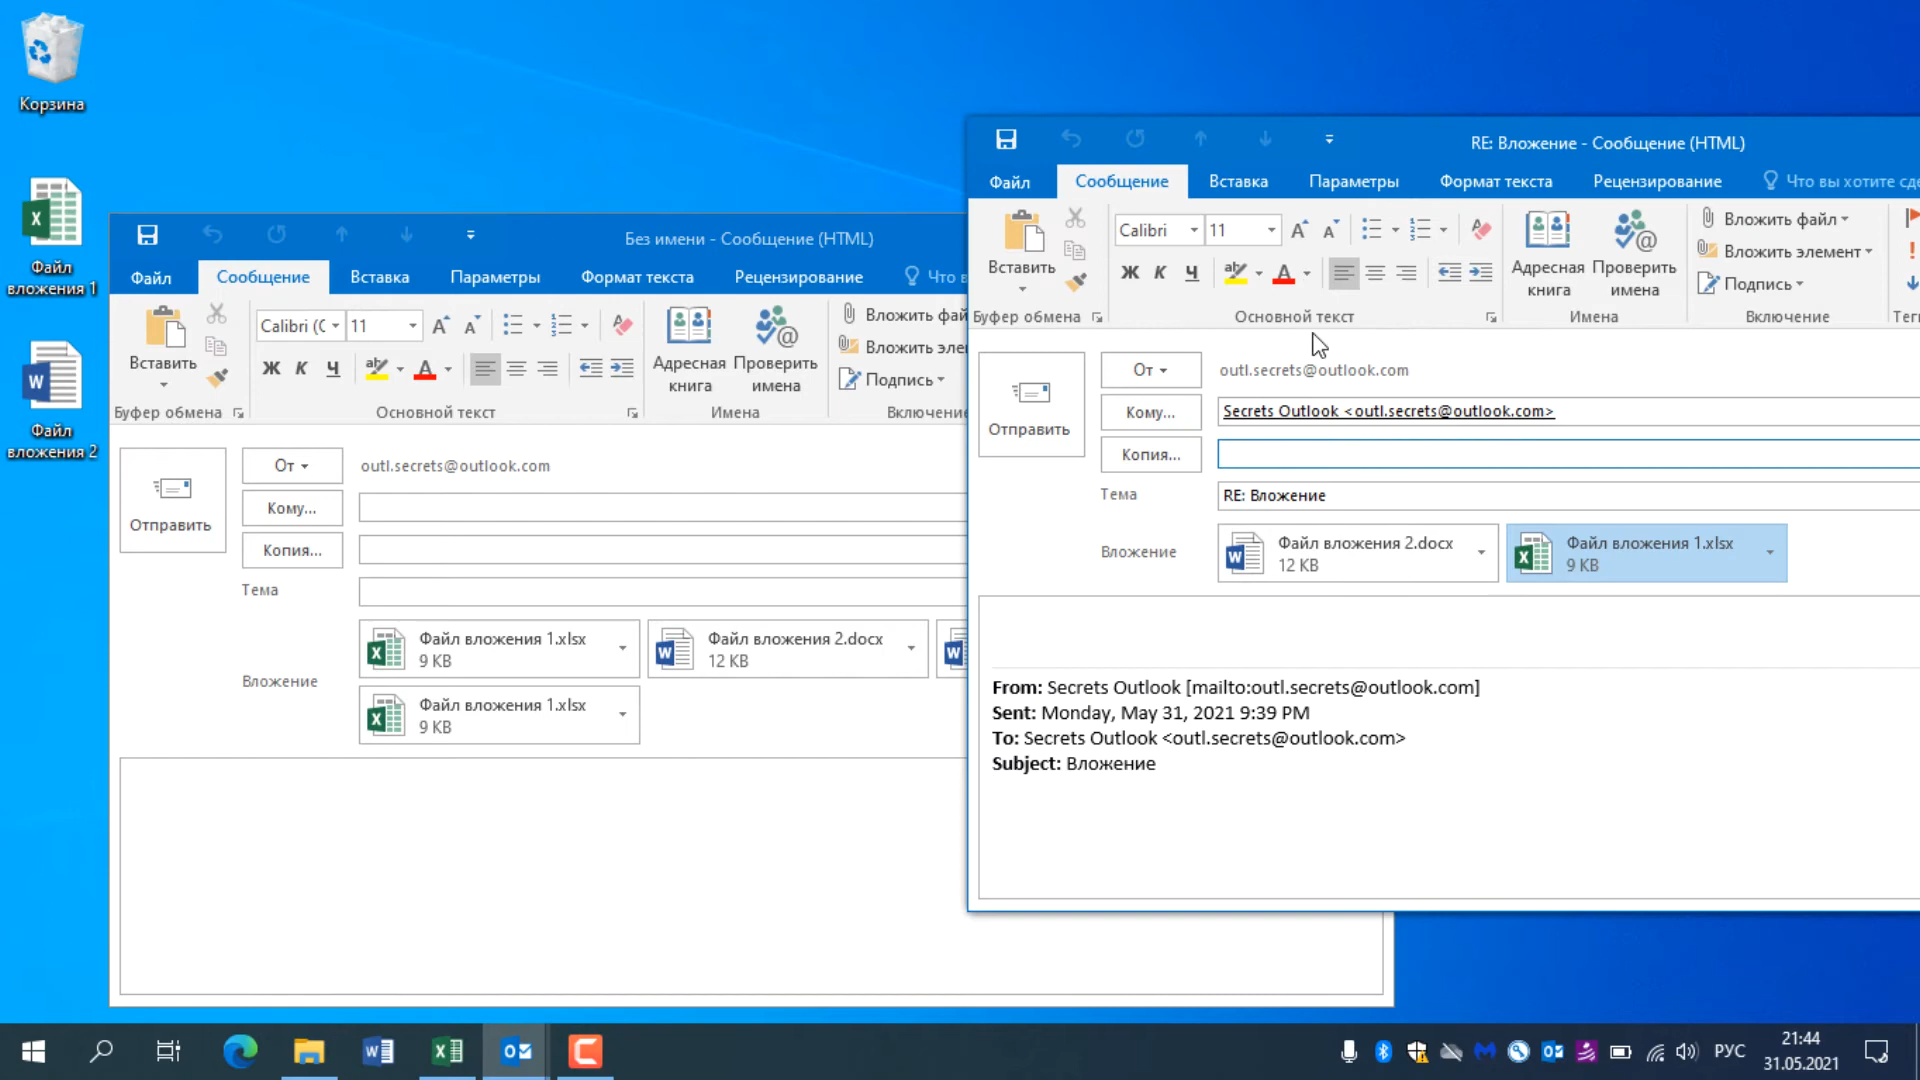 Корзина
Файл
вложения 1
Файл
вложения 2
Без имени - Сообщение (HTML)
Файл
Сообщение
Вставка
Параметры
Формат текста
Рецензирование
Что в
Вставить
Calibri (С
11
Ж К Ч
Адресная
книга
Проверить
имена
Вложить фай
Вложить эле
Подпись
Буфер обмена
Основной текст
Имена
Включение
Отправить
От
outl.secrets@outlook.com
Кому...
Копия...
Тема
Вложение
Файл вложения 1.xlsx
9 KB
Файл вложения 2.docx
12 KB
Файл вложения 1.xlsx
9 KB
RE: Вложение - Сообщение (HTML)
Файл
Сообщение
Вставка
Параметры
Формат текста
Рецензирование
Что вы хотите сде
Вставить
Calibri
11
Ж К Ч
Адресная
книга
Проверить
имена
Вложить файл
Вложить элемент
Подпись
Буфер обмена
Основной текст
Имена
Включение
Тег
Отправить
От
outl.secrets@outlook.com
Кому...
Secrets Outlook <outl.secrets@outlook.com>
Копия...
Тема
RE: Вложение
Вложение
Файл вложения 2.docx
12 KB
Файл вложения 1.xlsx
9 KB
From: Secrets Outlook [mailto:outl.secrets@outlook.com]
Sent: Monday, May 31, 2021 9:39 PM
To: Secrets Outlook <outl.secrets@outlook.com>
Subject: Вложение
РУС
21:44
31.05.2021